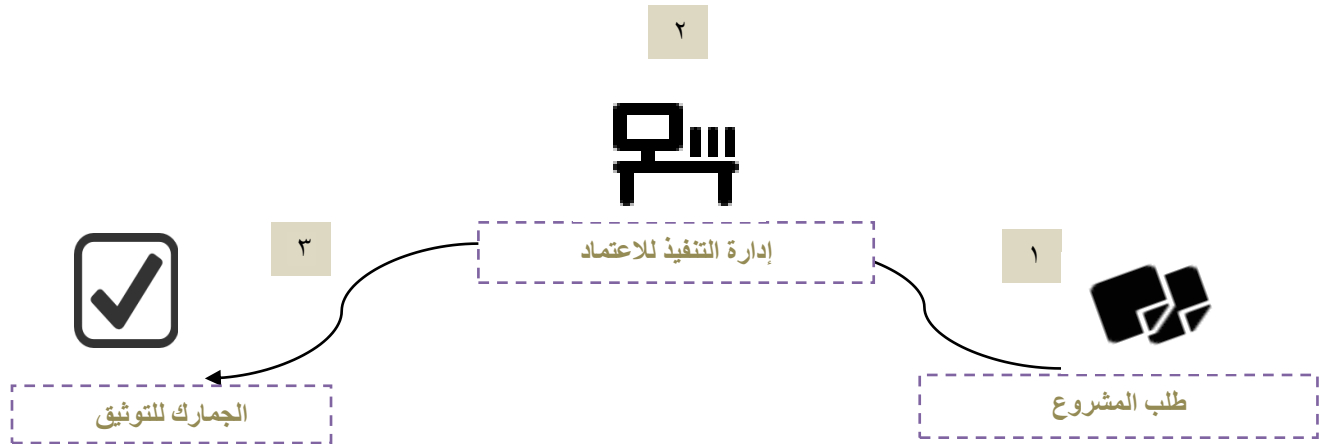 ١
طلب المشروع
٢
إدارة التنفيذ للاعتماد
٣
الجمارك للتوثيق